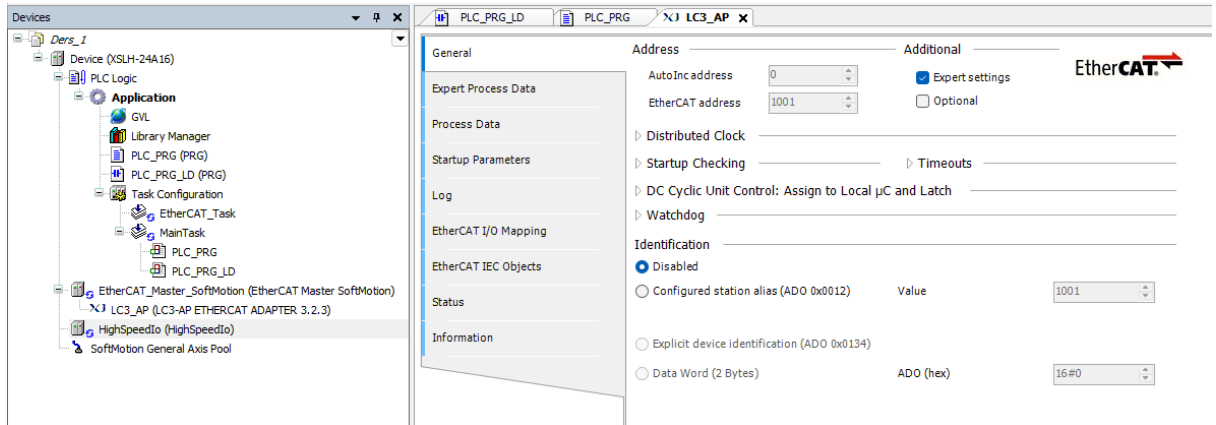 Devices
Ders_1
Device (XSLH-24A16)
PLC Logic
Application
GVL
Library Manager
PLC_PRG (PRG)
PLC_PRG_LD (PRG)
Task Configuration
EtherCAT_Task
MainTask
PLC_PRG
PLC_PRG_LD
EtherCAT_Master_SoftMotion (EtherCAT Master SoftMotion)
LC3_AP (LC3-AP ETHERCAT ADAPTER 3.2.3)
HighSpeedIo (HighSpeedIo)
SoftMotion General Axis Pool
PLC_PRG_LD PLC_PRG LC3_AP
General
Expert Process Data
Process Data
Startup Parameters
Log
EtherCAT I/O Mapping
EtherCAT IEC Objects
Status
Information
Address Additional
AutoInc address 0 Expert settings
EtherCAT address 1001 Optional
EtherCAT.
Distributed Clock
Startup Checking Timeouts
DC Cyclic Unit Control: Assign to Local µC and Latch
Watchdog
Identification
Disabled
Configured station alias (ADO 0x0012) Value 1001
Explicit device identification (ADO 0x0134)
Data Word (2 Bytes) ADO (hex) 16#0